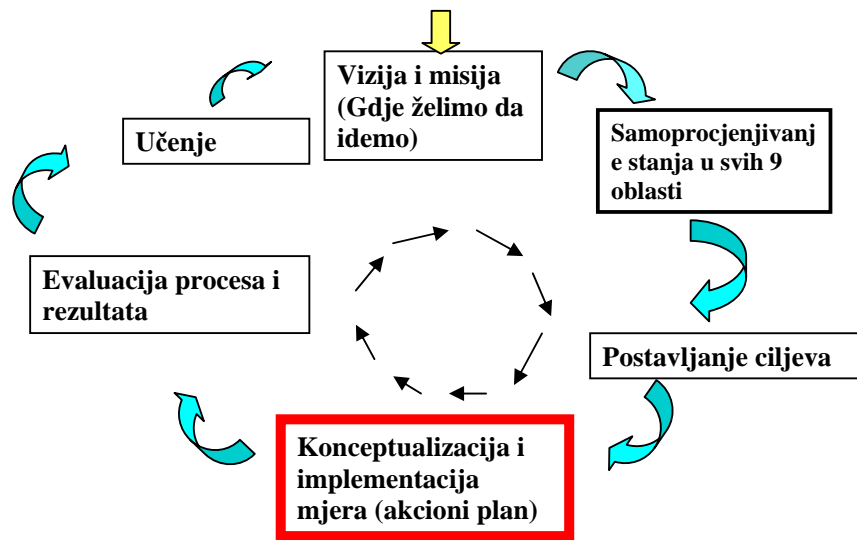 Vizija i misija
(Gdje želimo da
idemo)
Samoprocjenjivanj
e stanja u svih 9
oblasti
Postavljanje ciljeva
Konceptualizacija i
implementacija
mjera (akcioni plan)
Evaluacija procesa i
rezultata
Učenje